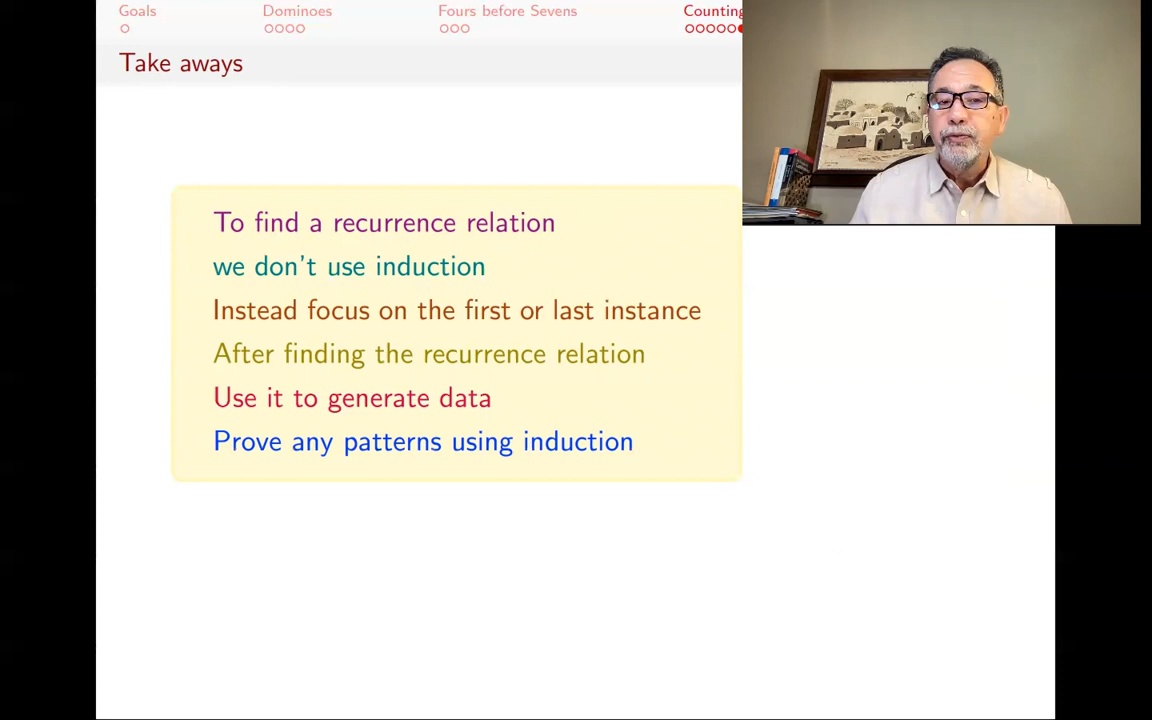 Goals
Dominoes
Fours before Sevens
Counting
Take aways
To find a recurrence relation
we don't use induction
Instead focus on the first or last instance
After finding the recurrence relation
Use it to generate data
Prove any patterns using induction